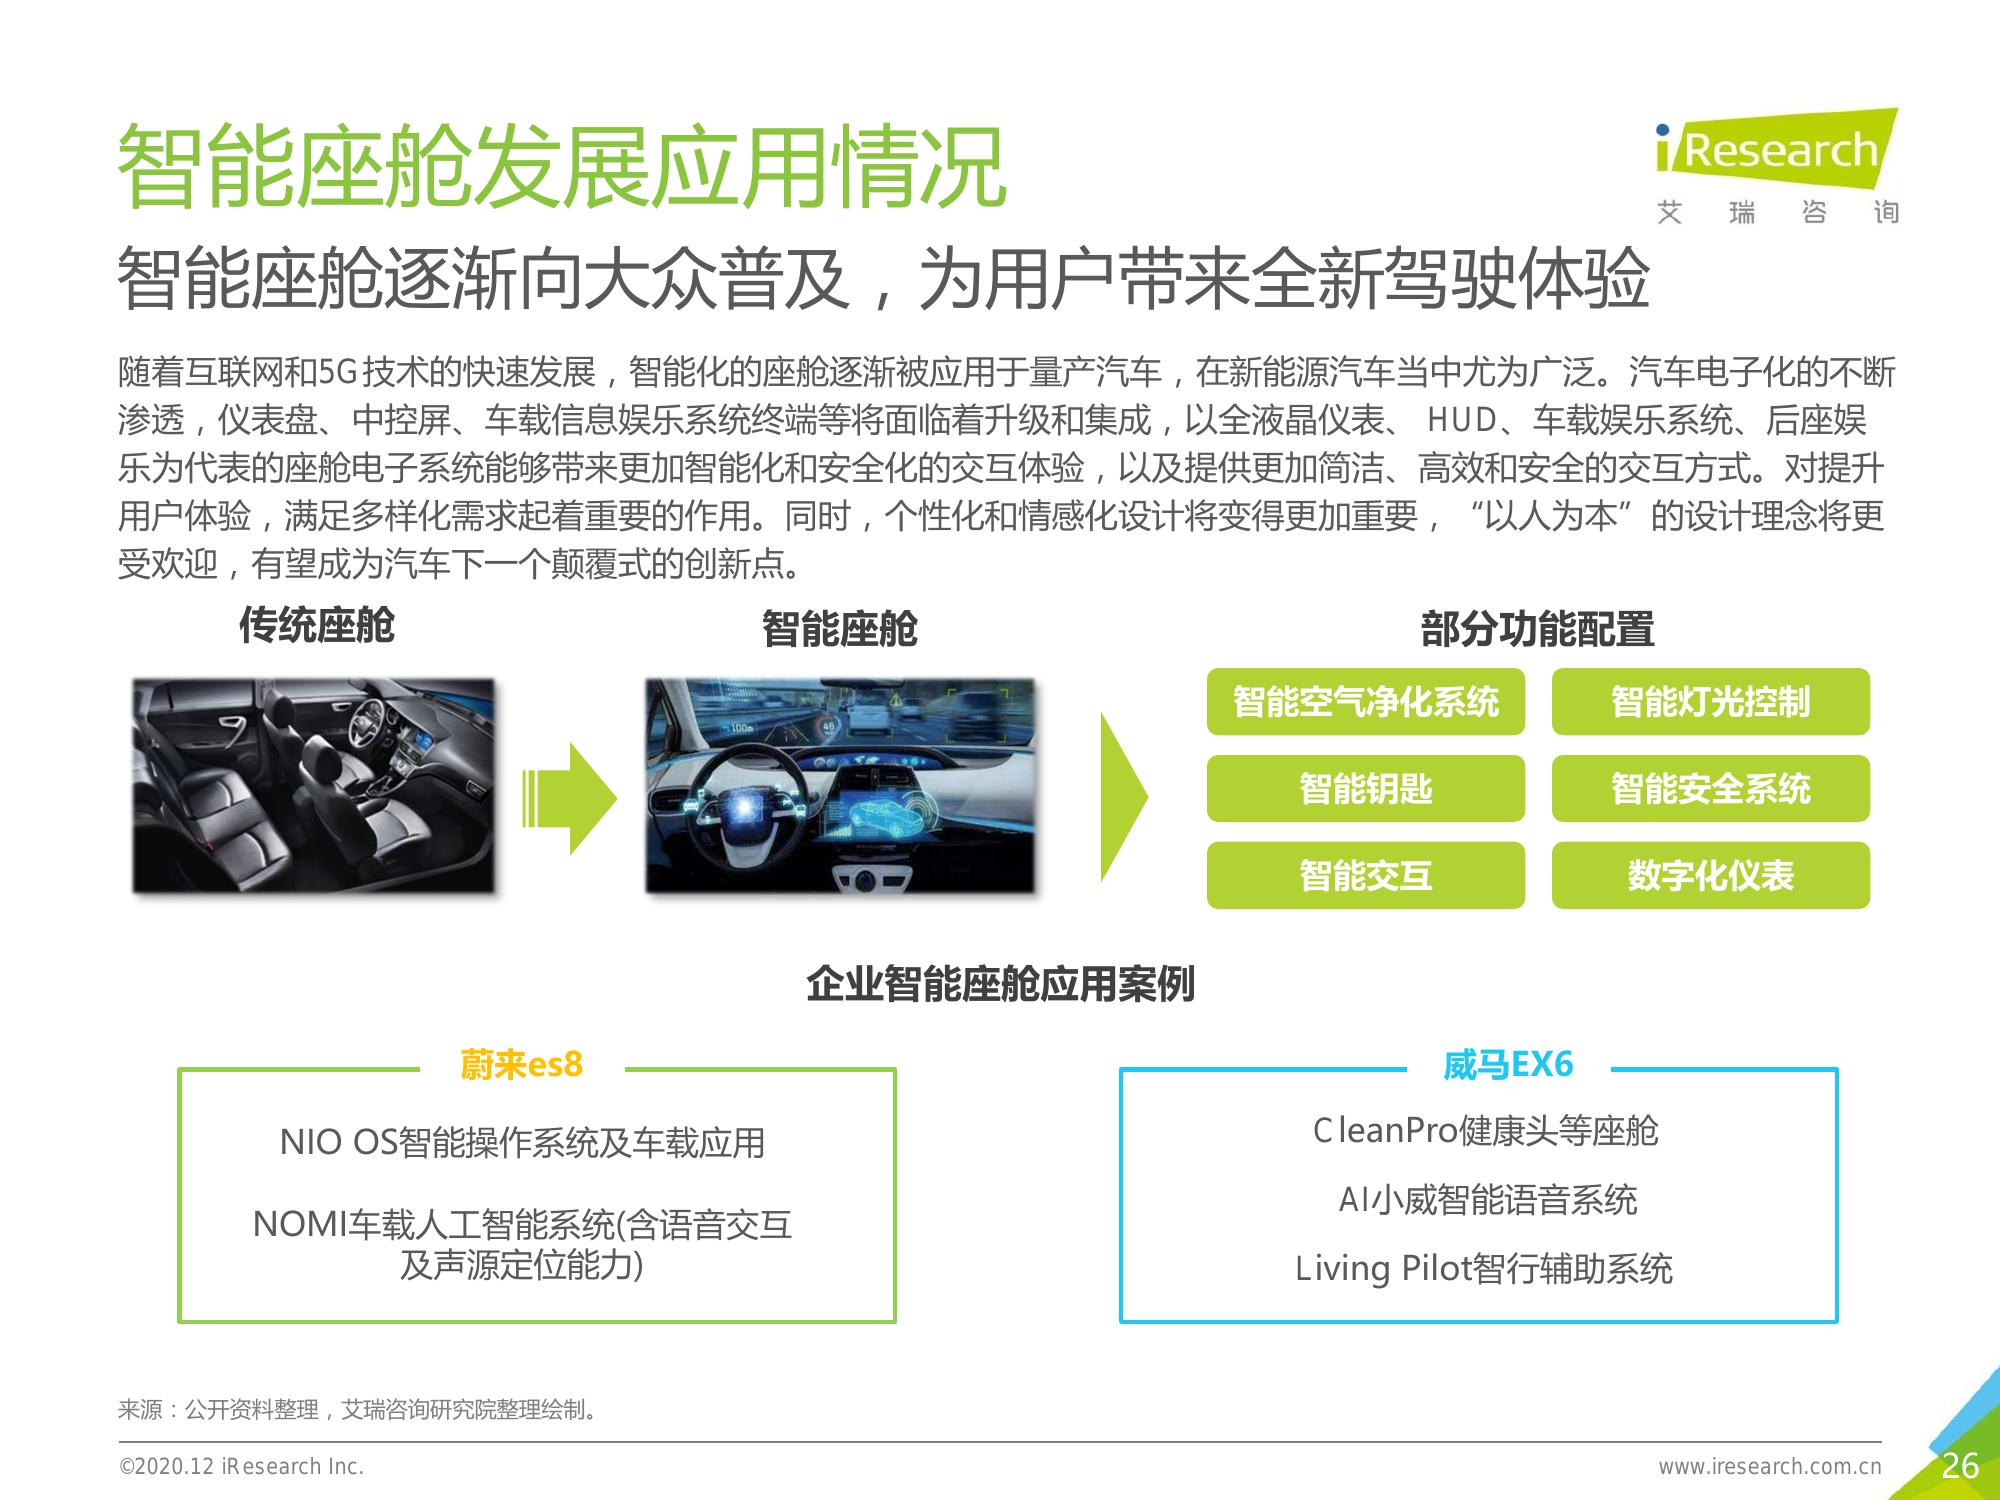 智能座舱发展应用情况
iResearch
艾瑞咨询
智能座舱逐渐向大众普及，为用户带来全新驾驶体验
随着互联网和5G技术的快速发展，智能化的座舱逐渐被应用于量产汽车，在新能源汽车当中尤为广泛。汽车电子化的不断
渗透，仪表盘、中控屏、车载信息娱乐系统终端等将面临着升级和集成，以全液晶仪表、 HUD、车载娱乐系统、后座娱
乐为代表的座舱电子系统能够带来更加智能化和安全化的交互体验，以及提供更加简洁、高效和安全的交互方式。对提升
用户体验，满足多样化需求起着重要的作用。同时，个性化和情感化设计将变得更加重要，“以人为本”的设计理念将更
受欢迎，有望成为汽车下一个颠覆式的创新点。
传统座舱
智能座舱
部分功能配置
100m
46
智能空气净化系统
智能灯光控制
智能钥匙
智能安全系统
智能交互
数字化仪表
企业智能座舱应用案例
蔚来es8
NIO OS智能操作系统及车载应用
NOMI车载人工智能系统(含语音交互
及声源定位能力)
威马EX6
CleanPro健康头等座舱
AI小威智能语音系统
Living Pilot智行辅助系统
来源：公开资料整理，艾瑞咨询研究院整理绘制。
©2020.12 iResearch Inc.
www.iresearch.com.cn
26